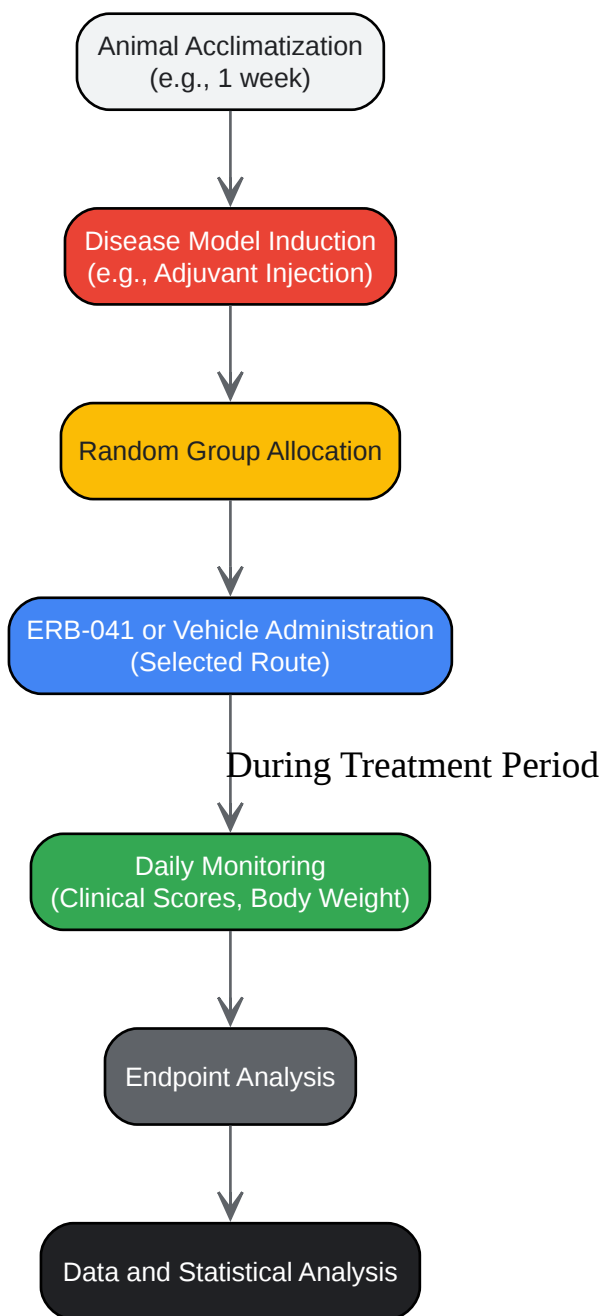 Animal Acclimatization
(e.g., 1 week)
Disease Model Induction
(e.g., Adjuvant Injection)
Random Group Allocation
ERB-041 or Vehicle Administration
(Selected Route)
During Treatment Period
Daily Monitoring
(Clinical Scores, Body Weight)
Endpoint Analysis
Data and Statistical Analysis